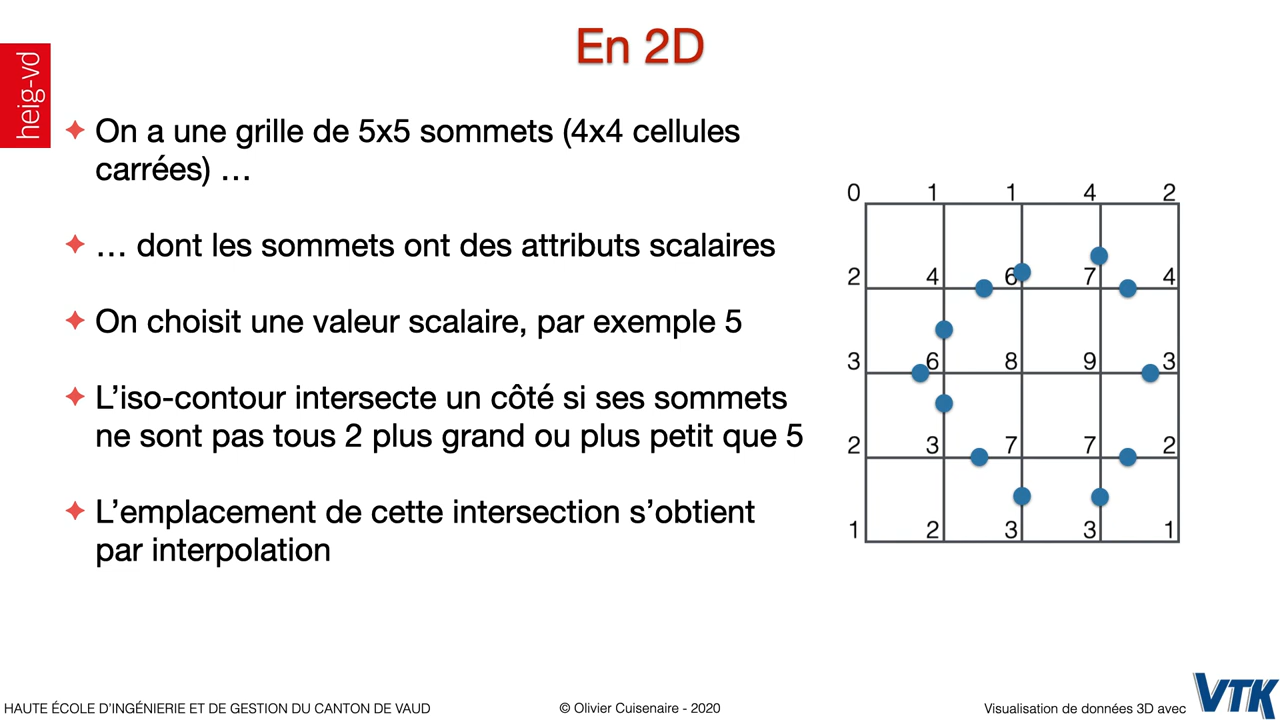 En 2D
heig-vd
On a une grille de 5x5 sommets (4x4 cellules
carrées) …
… dont les sommets ont des attributs scalaires
On choisit une valeur scalaire, par exemple 5
L’iso-contour intersecte un côté si ses sommets
ne sont pas tous 2 plus grand ou plus petit que 5
L’emplacement de cette intersection s’obtient
par interpolation
0 1 1 4 2
2 4 6 7 4
3 6 8 9 3
2 3 7 7 2
1 2 3 3 1
HAUTE ÉCOLE D’INGÉNIERIE ET DE GESTION DU CANTON DE VAUD
© Olivier Cuisenaire - 2020
Visualisation de données 3D avec
VTK